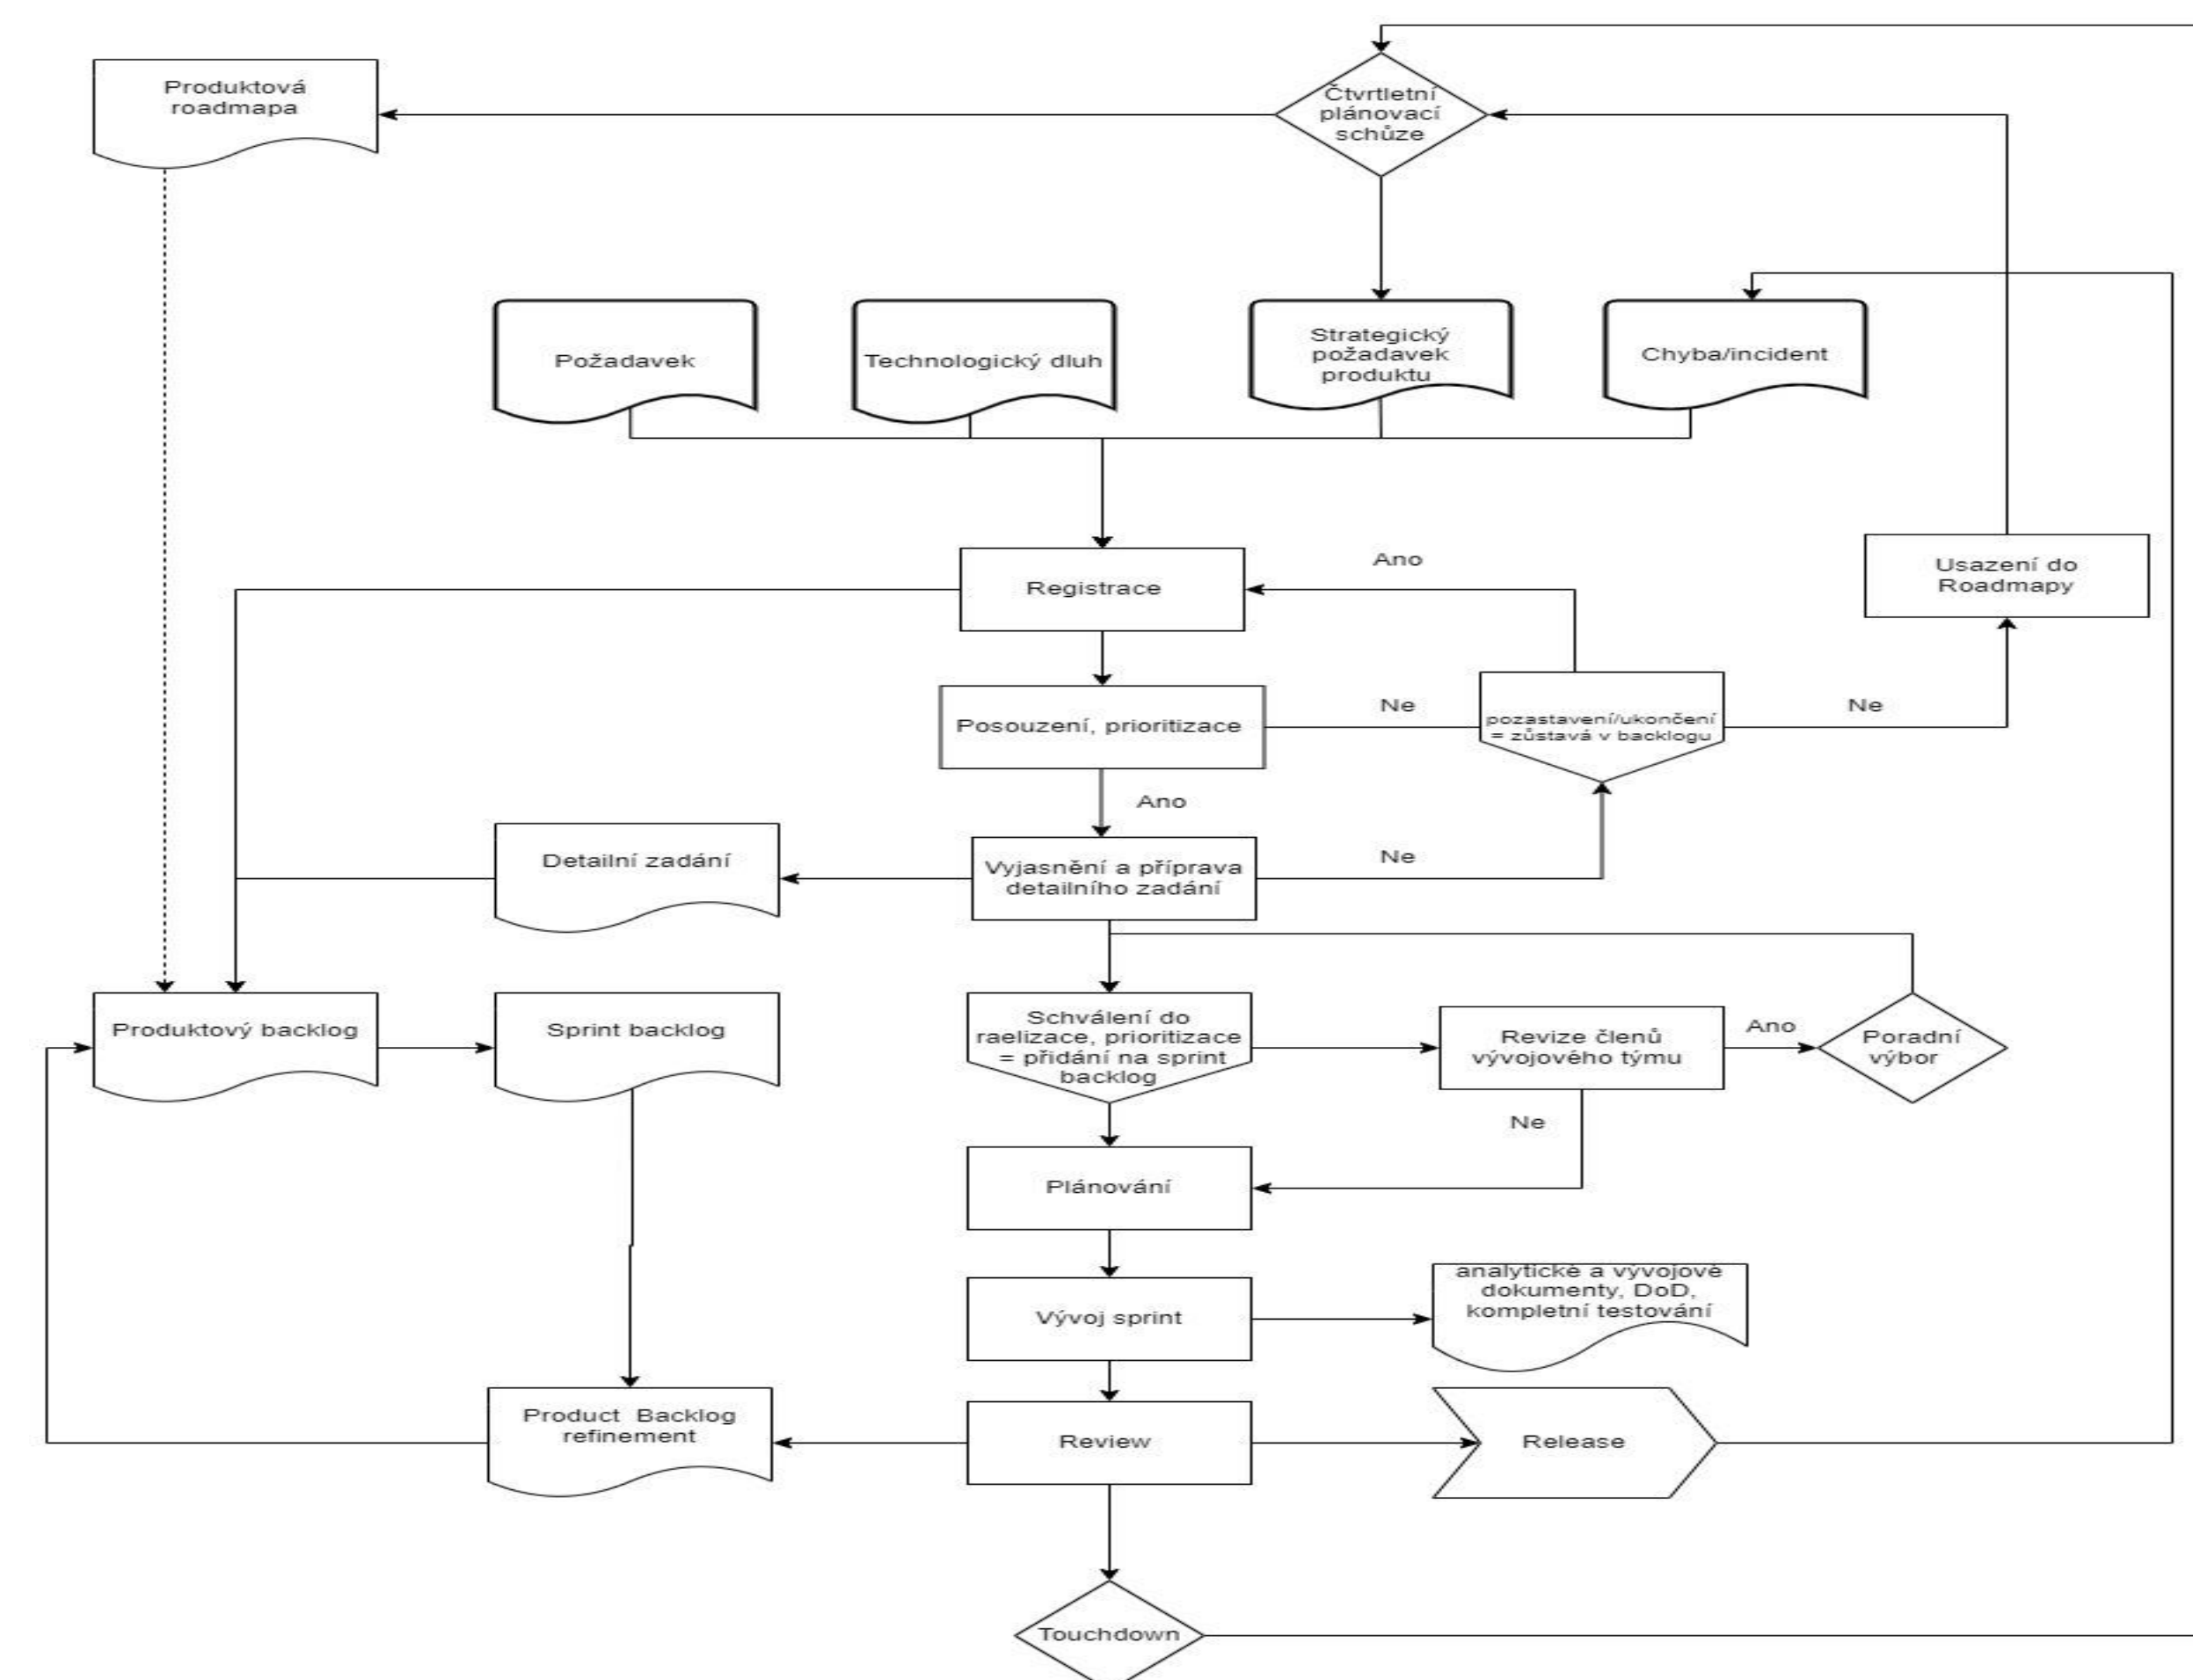 Produktová
roadmapa
Čtvrtletní
plánovací
schůze
Požadavek
Technologický dluh
Strategický
požadavek
produktu
Chyba/incident
Registrace
Ano
Usazení do
Roadmapy
Posouzení, prioritizace
Ne
pozastavení/ukončení
= zůstavá v backlogu
Ne
Ano
Detailní zadání
Vyjasnění a příprava
detailního zadání
Ne
Produktový backlog
Sprint backlog
Schválení do
raelizace, prioritizace
= přidání na sprint
backlog
Revize členů
vývojového týmu
Ano
Poradní
výbor
Ne
Plánování
Vývoj sprint
analytické a vývojové
dokumenty, DoD,
kompletní testování
Product Backlog
refinement
Review
Release
Touchdown